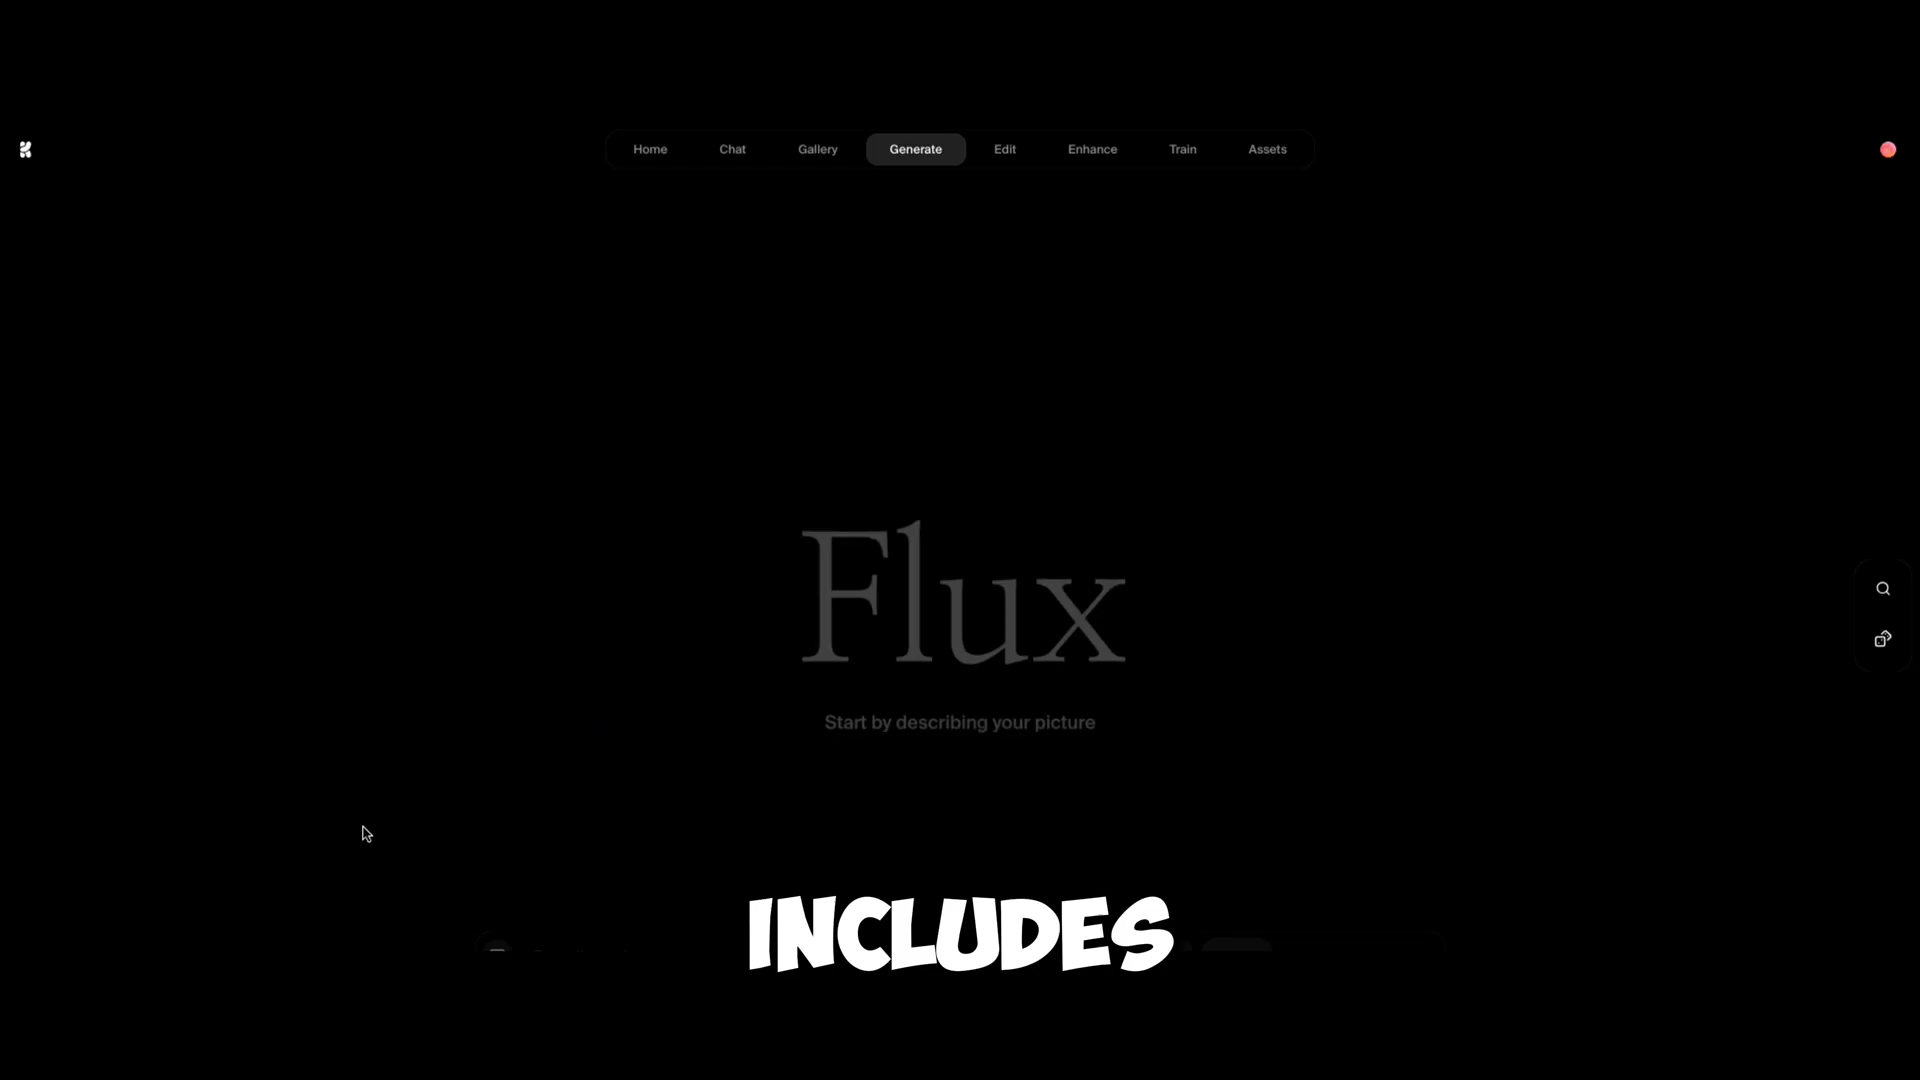 Home Chat Gallery Generate Edit Enhance Train Assets
Flux
Start by describing your picture
INCLUDES